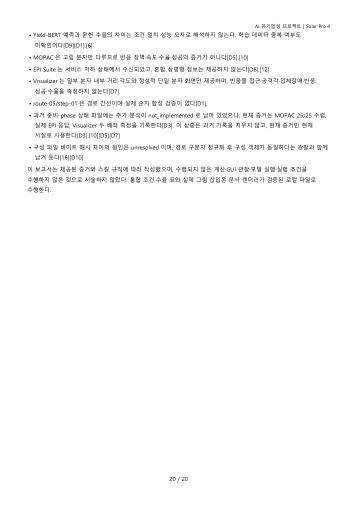 AI 유기합성 프로젝트 | Solar Pro 4
• Yield-BERT 예측과 문헌 수율의 차이는 조건 일치 성능 오차로 해석하지 않는다. 학습 데이터 중복 여부도
미확인이다[D9][D1],[6]
• MOPAC 은 고립 분자만 다루므로 반응 장벽·속도·수율·성공의 증거가 아니다[D5],[10]
• EPI Suite 는 서비스 저하 상태에서 수신되었고, 혼합 상평형 정보는 제공하지 않는다[D6],[12]
• Visualizer 는 일부 분자 내부 거리·각도와 정성적 단일 분자 화면만 제공하며, 반응물 접근·공격각·입체장애·반응
성공·수율을 측정하지 않는다[D7]
• route-05/step-01 은 경로 간선이며 실제 순차 합성 검증이 없다[D1].
• 과거 준비-phase 상태 파일에는 추가 분석이 not_implemented 로 남아 있었으나, 현재 증거는 MOPAC 25/25 수렴,
실제 EPI 응답, Visualizer 두 배좌 측정을 기록한다[D3]. 이 상충은 과거 기록을 지우지 않고, 현재 증거만 현재
사실로 사용한다[D3],[10][D5][D7]
• 구성 파일 바이트 해시 차이의 원인은 unresolved 이며, 경로 구분자 정규화 후 구성 객체가 동일하다는 관찰과 함께
남겨 둔다[16][D10].
이 보고서는 제공된 증거와 스킬 규칙에 따라 작성했으며, 수행되지 않은 계산·GUI 관찰·모델 실행·실험 조건을
수행하지 않은 것으로 서술하지 않았다. 통합 조건·수율 표와 실제 그림 삽입은 문서 렌더러가 검증된 로컬 파일로
수행한다.
20 / 20